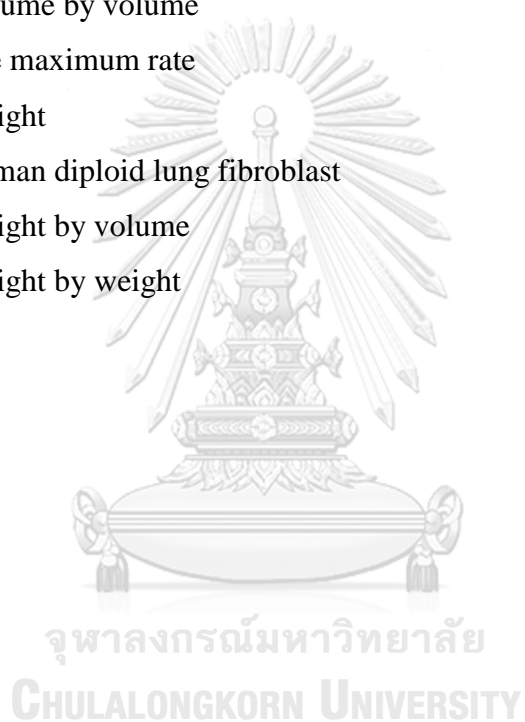 ume by volume
maximum rate
ight
man diploid lung fibroblast
ight by volume
ight by weight
จุฬาลงกรณ์มหาวิทยาลัย
CHULALONGKORN UNIVERSITY